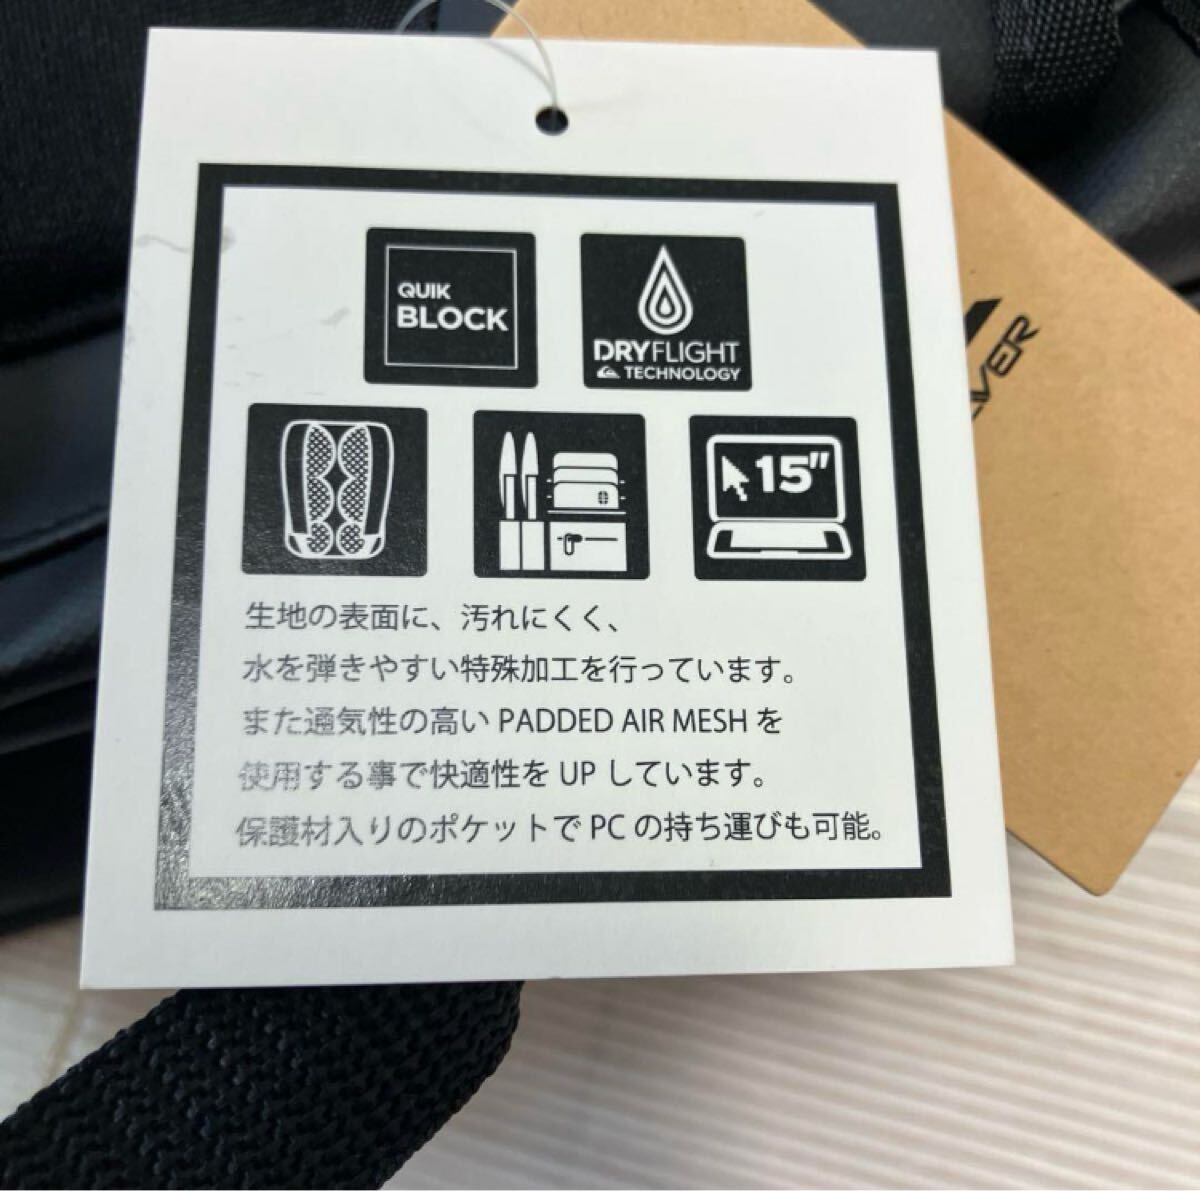 QUIK
BLOCK
DRYFLIGHT
TECHNOLOGY
15"
生地の表面に、汚れにくく、
水を弾きやすい特殊加工を行っています。
また通気性の高い PADDED AIR MESH を
使用する事で快適性を UP しています。
保護材入りのポケットで PC の持ち運びも可能。